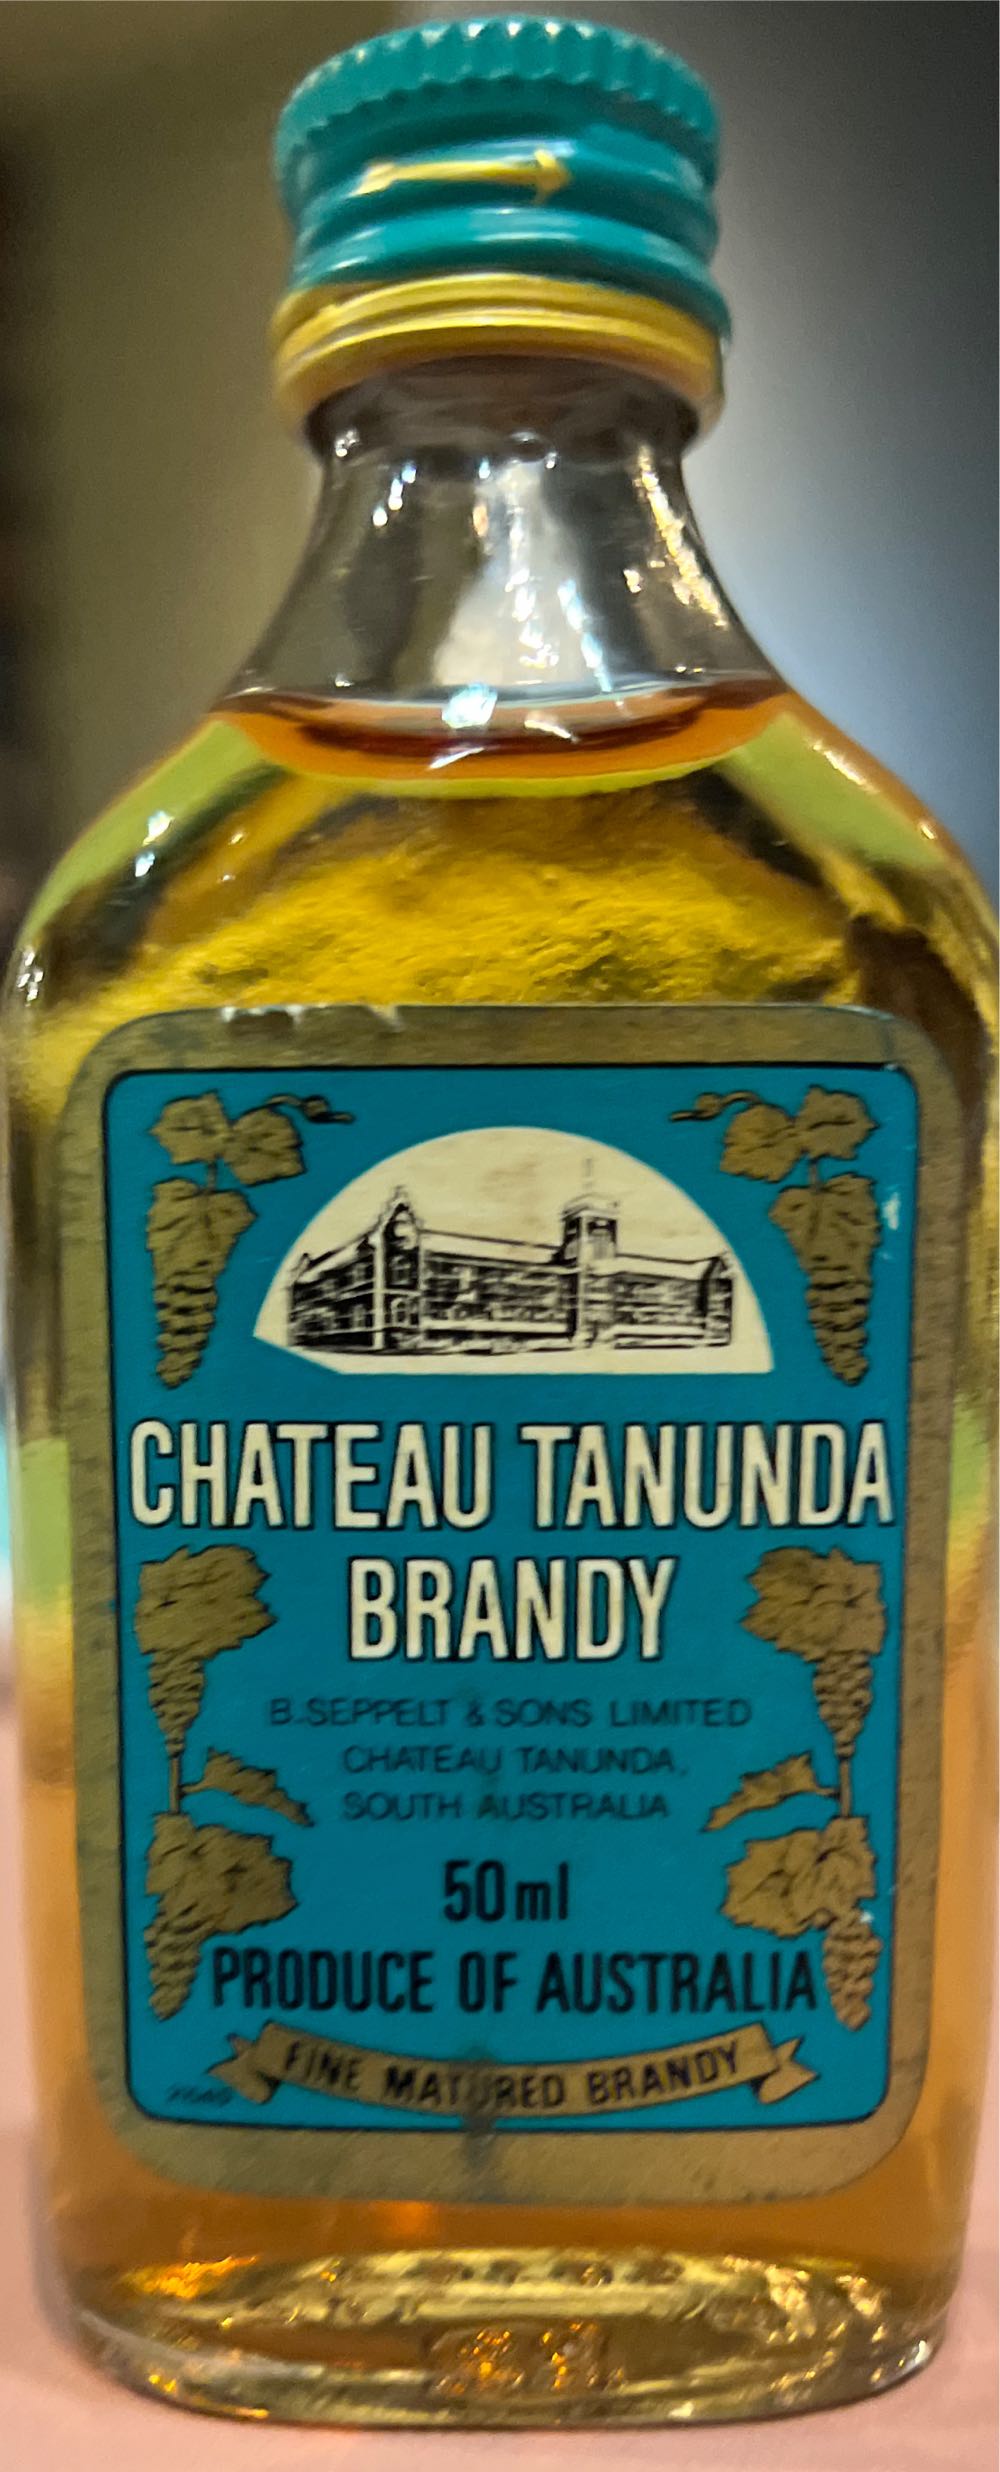 CHATEAU TANUNDA
BRANDY
B. SEPPELT & SONS LIMITED
CHATEAU TANUNDA,
SOUTH AUSTRALIA
50ml
PRODUCE OF AUSTRALIA
FINE MATURED BRANDY